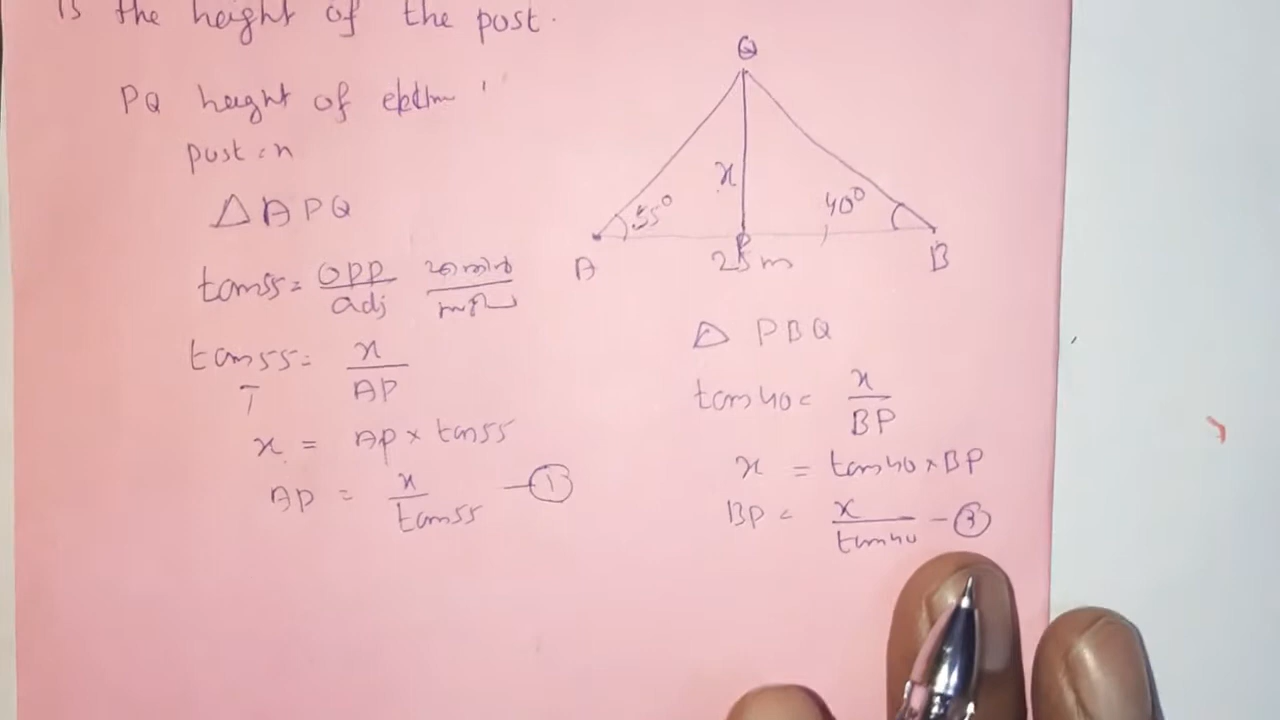 is the height of the post.
PQ height of
post = x
△ APQ
tan55 = opp/adj
tan55 = x/AP
x = AP × tan55
AP = x/tan55 — ①
Q
x
55°
40°
A
P
B
25m
△ PBQ
tan40 = x/BP
x = tan40 × BP
BP = x/tan40 —